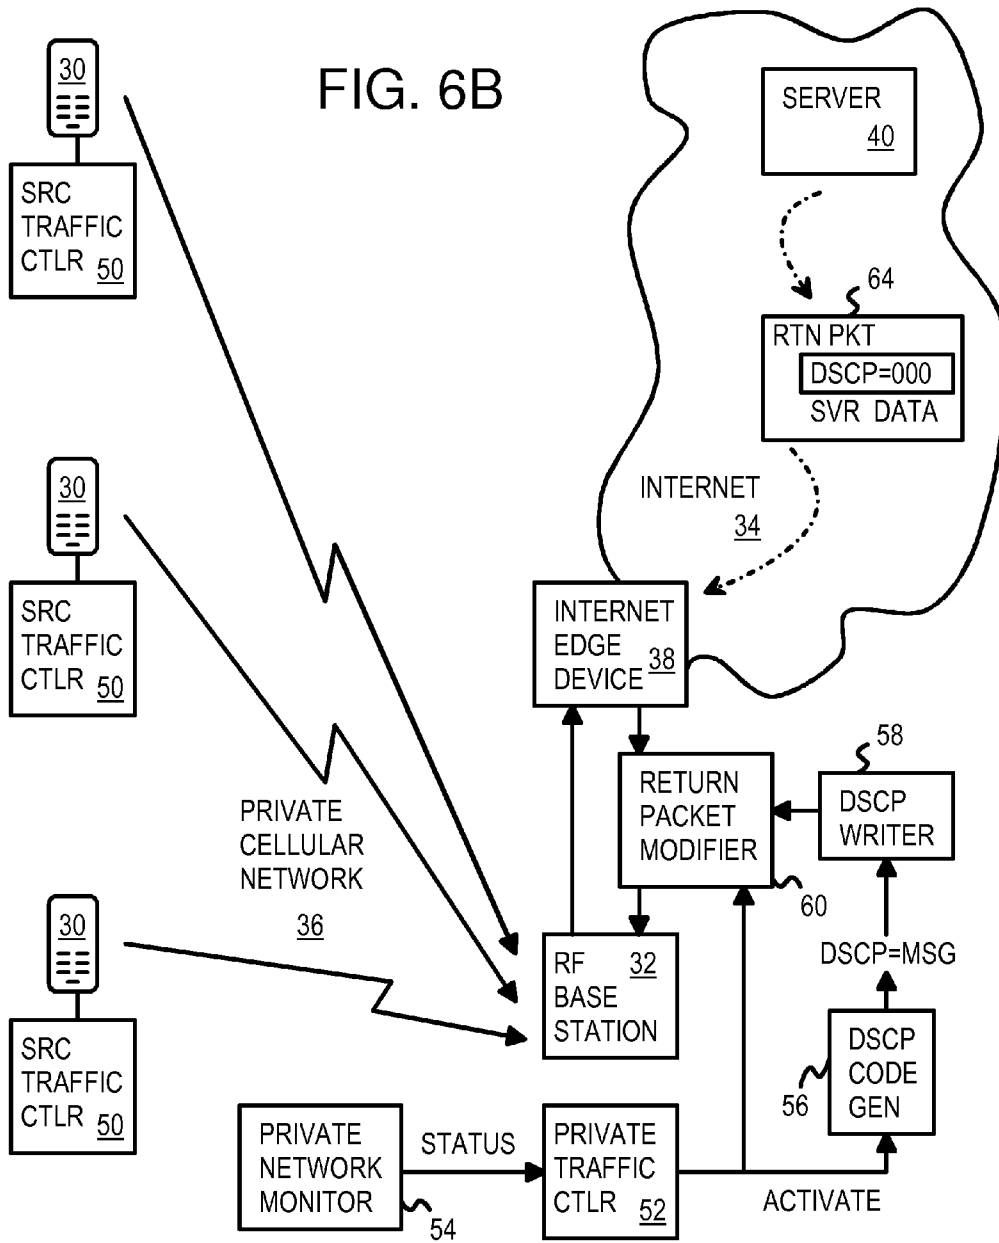 FIG. 6B
30
SRC
TRAFFIC
CTLR 50
SERVER
40
64
RTN PKT
DSCP=000
SVR DATA
INTERNET
34
30
SRC
TRAFFIC
CTLR 50
INTERNET
EDGE
DEVICE 38
58
RETURN
PACKET
MODIFIER
DSCP
WRITER
60
PRIVATE
CELLULAR
NETWORK
36
30
SRC
TRAFFIC
CTLR 50
RF 32
BASE
STATION
DSCP=MSG
DSCP
CODE
GEN
56
PRIVATE
NETWORK
MONITOR
54
STATUS
PRIVATE
TRAFFIC
CTLR 52
ACTIVATE